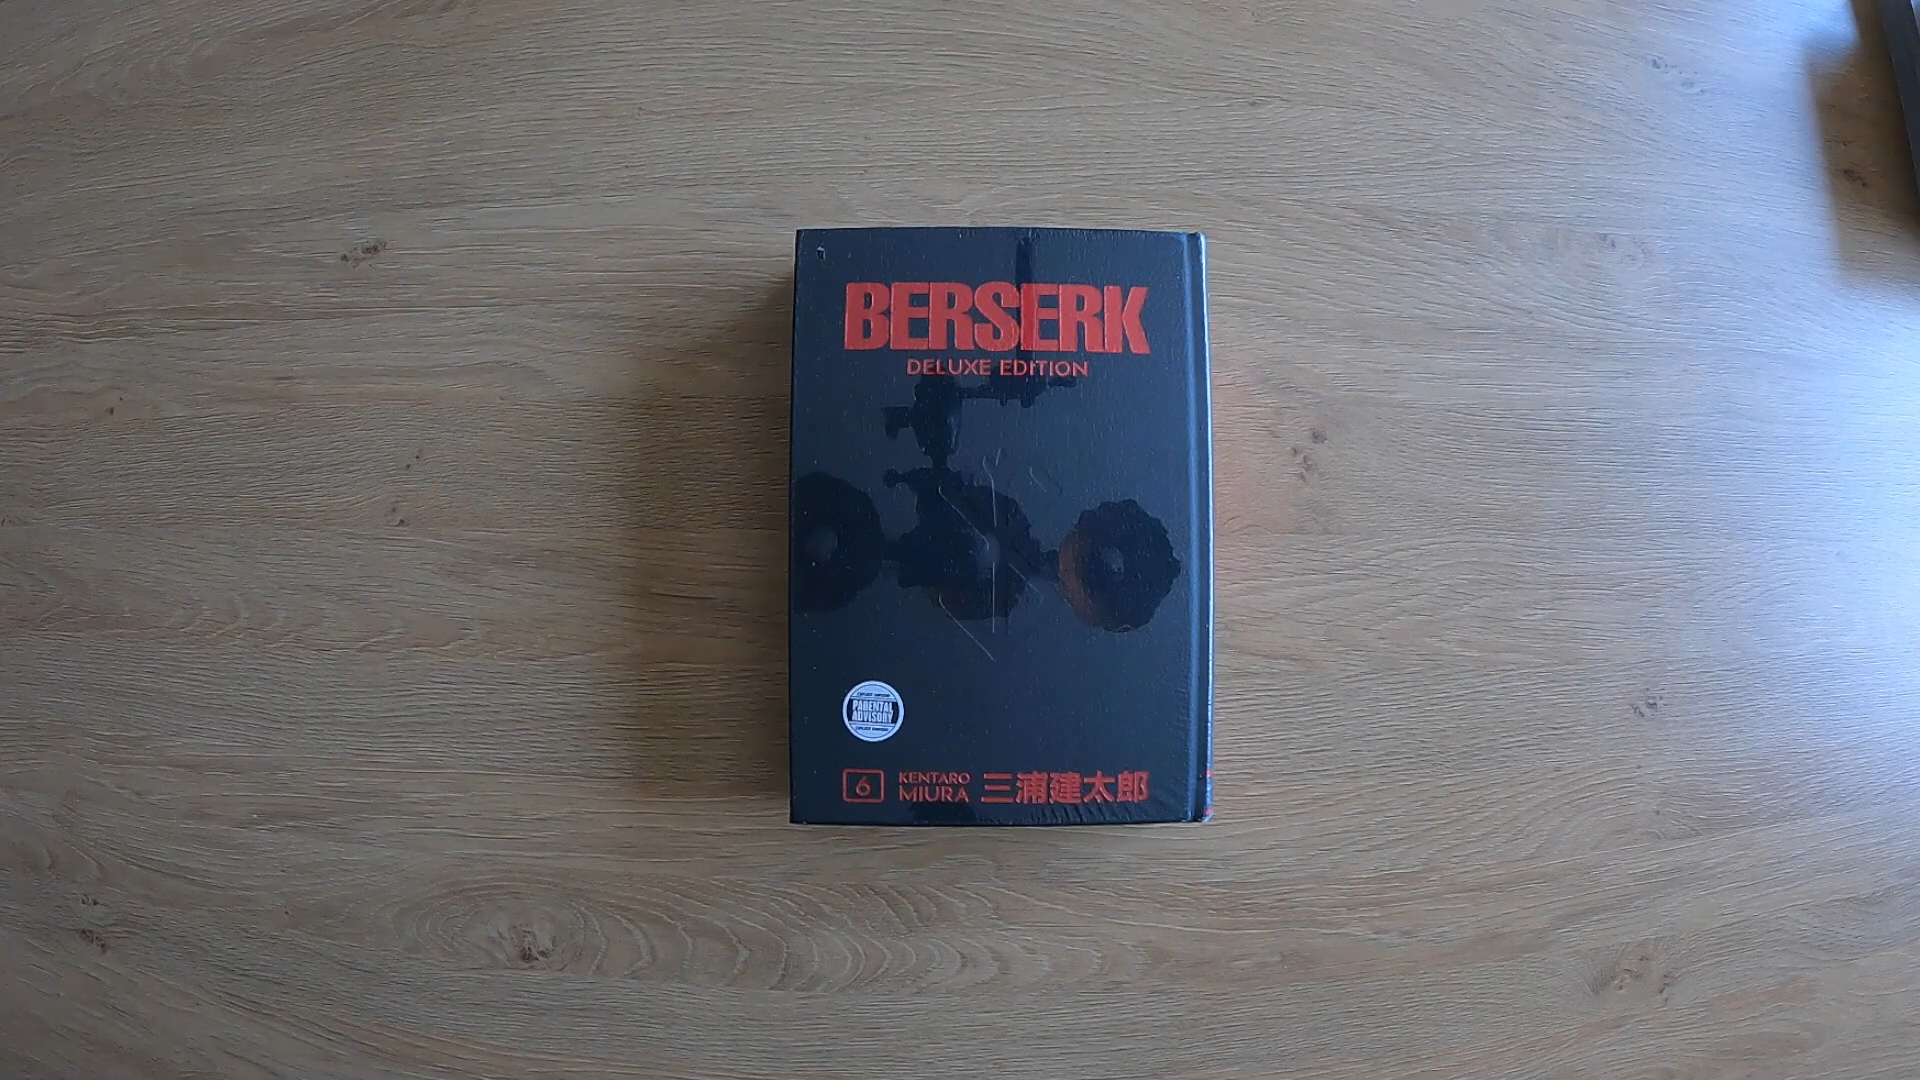 BERSERK
DELUXE EDITION
PARENTAL
ADVISORY
6
KENTARO
MIURA
三浦建太郎